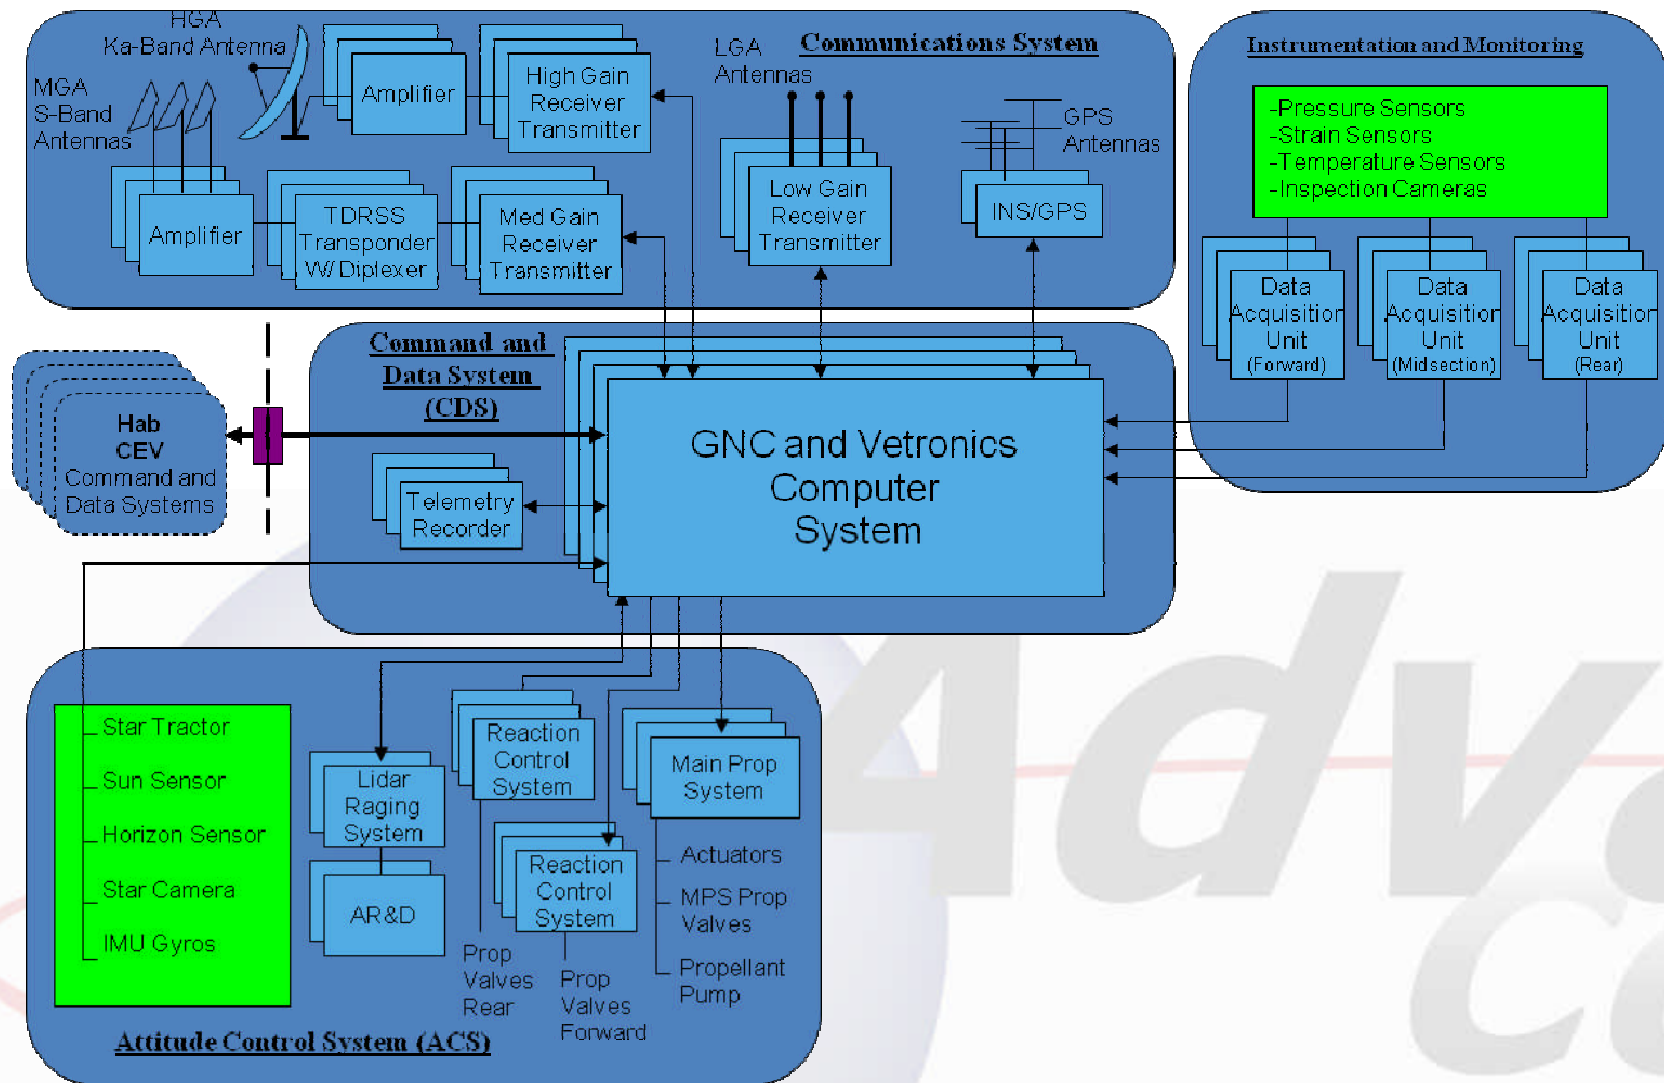 HGA
Ka-Band Antenna
MGA
S-Band
Antennas
Amplifier
High Gain
Receiver
Transmitter
LGA
Antennas
Communications System
GPS
Antennas
Amplifier
TDRSS
Transponder
W/ Diplexer
Med Gain
Receiver
Transmitter
Low Gain
Receiver
Transmitter
INS/GPS
Instrumentation and Monitoring
-Pressure Sensors
-Strain Sensors
-Temperature Sensors
-Inspection Cameras
Data
Acquisition
Unit
(Forward)
Data
Acquisition
Unit
(Midsection)
Data
Acquisition
Unit
(Rear)
Command and
Data System
(CDS)
Hab
CEV
Command and
Data Systems
Telemetry
Recorder
GNC and Vetronics
Computer
System
Star Tractor
Sun Sensor
Horizon Sensor
Star Camera
IMU Gyros
Lidar
Raging
System
AR&D
Reaction
Control
System
Reaction
Control
System
Main Prop
System
Actuators
MPS Prop
Valves
Propellant
Pump
Prop
Valves
Rear
Prop
Valves
Forward
Attitude Control System (ACS)